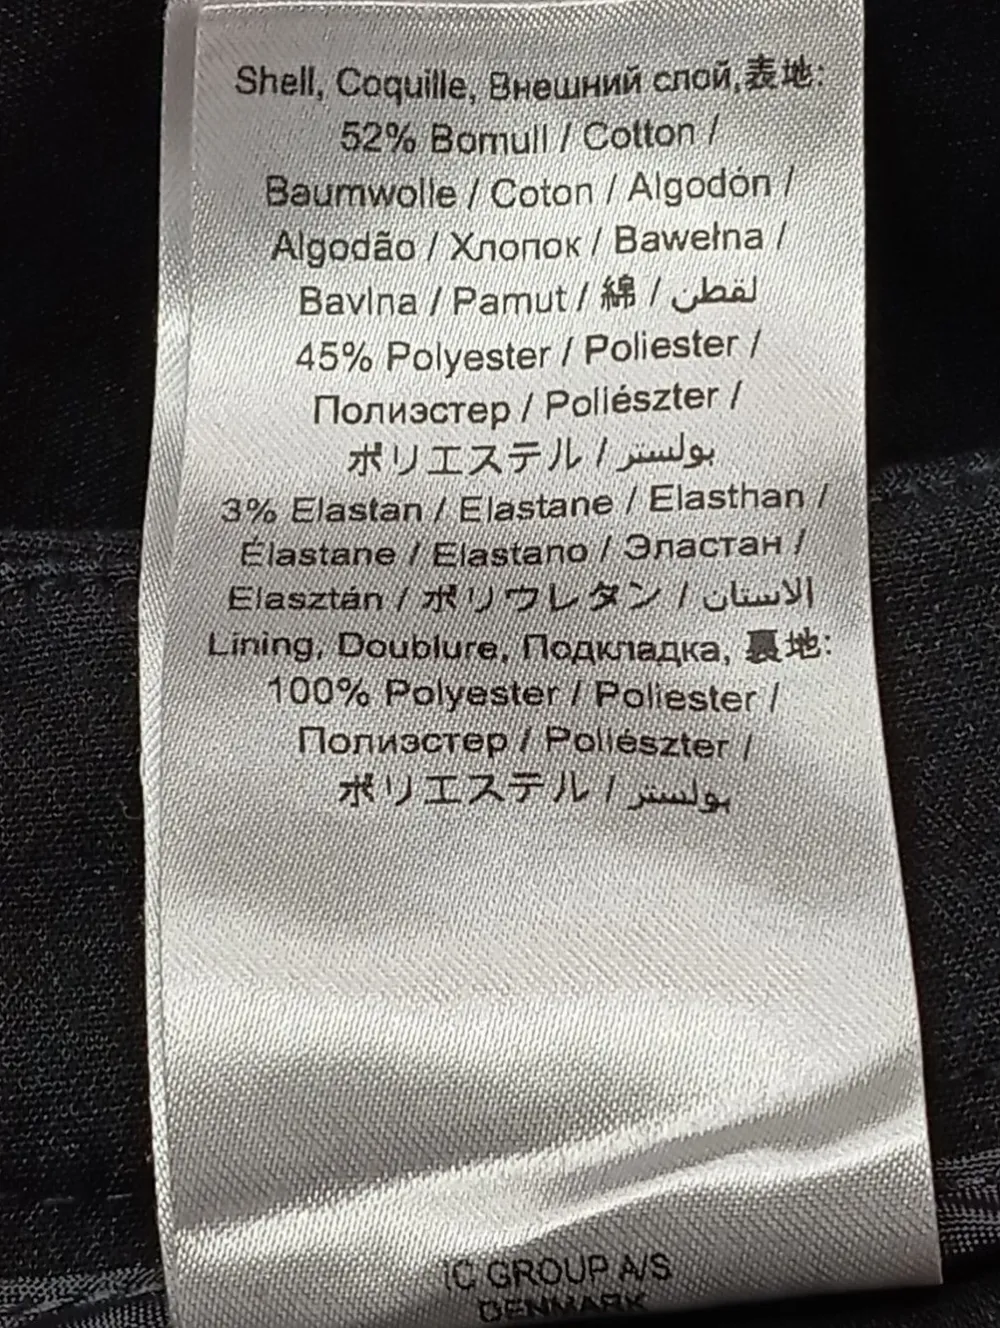 Shell, Coquille, Внешний слой,表地:
52% Bomull / Cotton /
Baumwolle / Coton / Algodón /
Algodão / Хлопок / Bawełna /
Bavlna / Pamut / 綿 / لقطن
45% Polyester / Poliester /
Полиэстер / Poliészter /
ポリエステル / بولستر
3% Elastan / Elastane / Elasthan /
Élastane / Elastano / Эластан /
Elasztán / ポリウレタン / الاستان
Lining, Doublure, Подкладка, 裏地:
100% Polyester / Poliester /
Полиэстер / Poliészter /
ポリエステル / بولستر
IC GROUP A/S
DENMARK